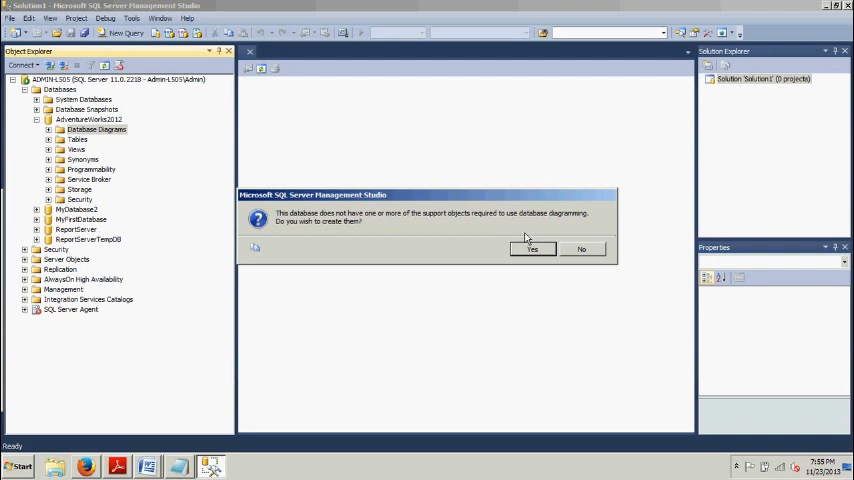 Solution1 - Microsoft SQL Server Management Studio
File Edit View Project Debug Tools Window Help
New Query
Object Explorer
Connect
ADMIN-L505 (SQL Server 11.0.2218 - Admin-L505\Admin)
Databases
System Databases
Database Snapshots
AdventureWorks2012
Database Diagrams
Tables
Views
Synonyms
Programmability
Service Broker
Storage
Security
MyDatabase2
MyFirstDatabase
ReportServer
ReportServerTempDB
Security
Server Objects
Replication
AlwaysOn High Availability
Management
Integration Services Catalogs
SQL Server Agent
Microsoft SQL Server Management Studio
This database does not have one or more of the support objects required to use database diagramming.
Do you wish to create them?
Yes No
Solution Explorer
Solution 'Solution1' (0 projects)
Properties
Ready
Start
7:55 PM
11/23/2013